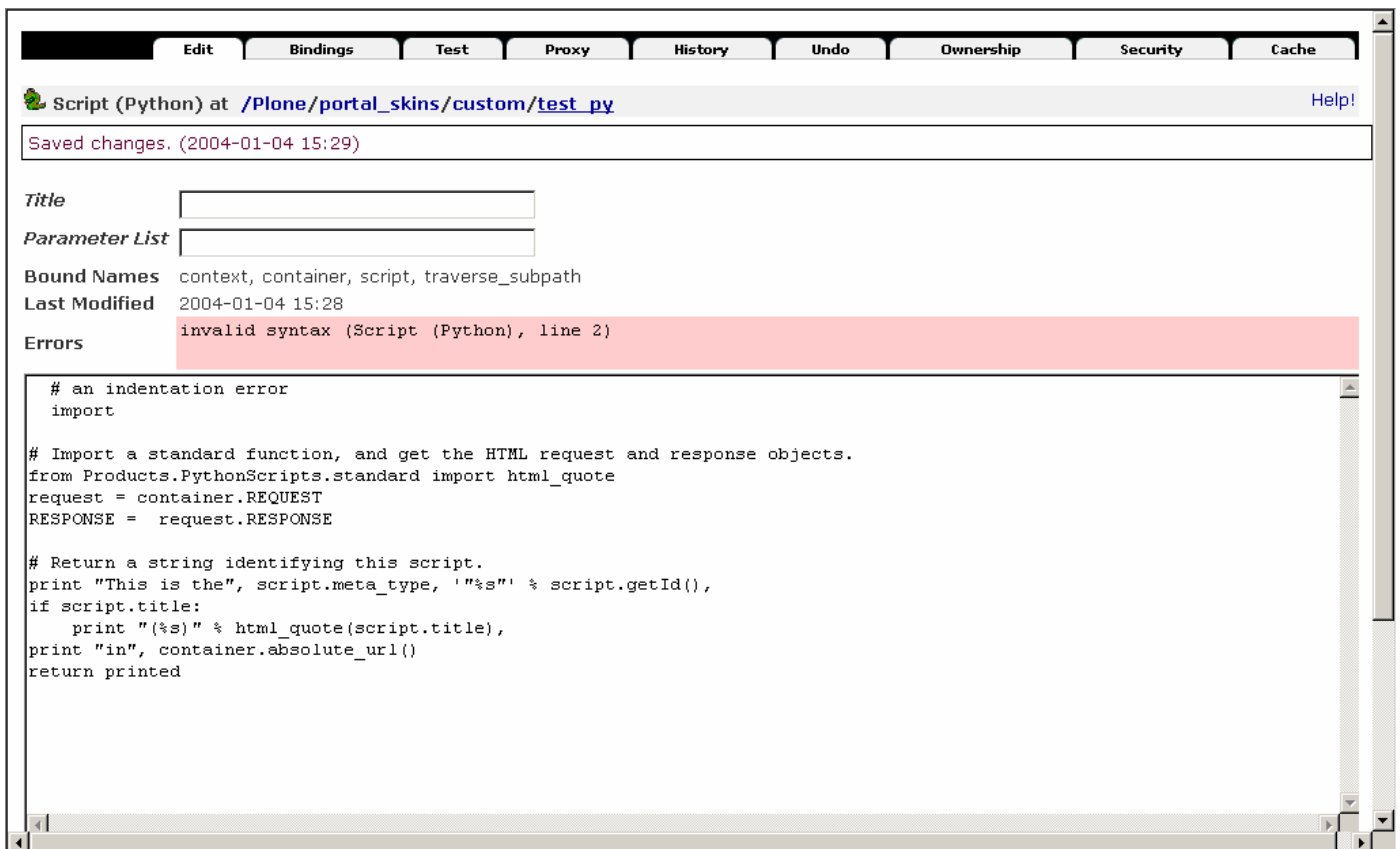 Edit Bindings Test Proxy History Undo Ownership Security Cache
Script (Python) at /Plone/portal_skins/custom/test_py Help!
Saved changes. (2004-01-04 15:29)
Title
Parameter List
Bound Names context, container, script, traverse_subpath
Last Modified 2004-01-04 15:28
Errors invalid syntax (Script (Python), line 2)
  # an indentation error
  import
# Import a standard function, and get the HTML request and response objects.
from Products.PythonScripts.standard import html_quote
request = container.REQUEST
RESPONSE =  request.RESPONSE
# Return a string identifying this script.
print "This is the", script.meta_type, '"%s"' % script.getId(),
if script.title:
    print "(%s)" % html_quote(script.title),
print "in", container.absolute_url()
return printed